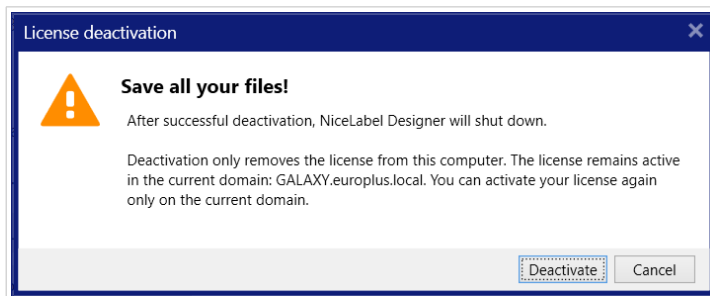 License deactivation
Save all your files!
After successful deactivation, NiceLabel Designer will shut down.
Deactivation only removes the license from this computer. The license remains active
in the current domain: GALAXY.europlus.local. You can activate your license again
only on the current domain.
Deactivate Cancel